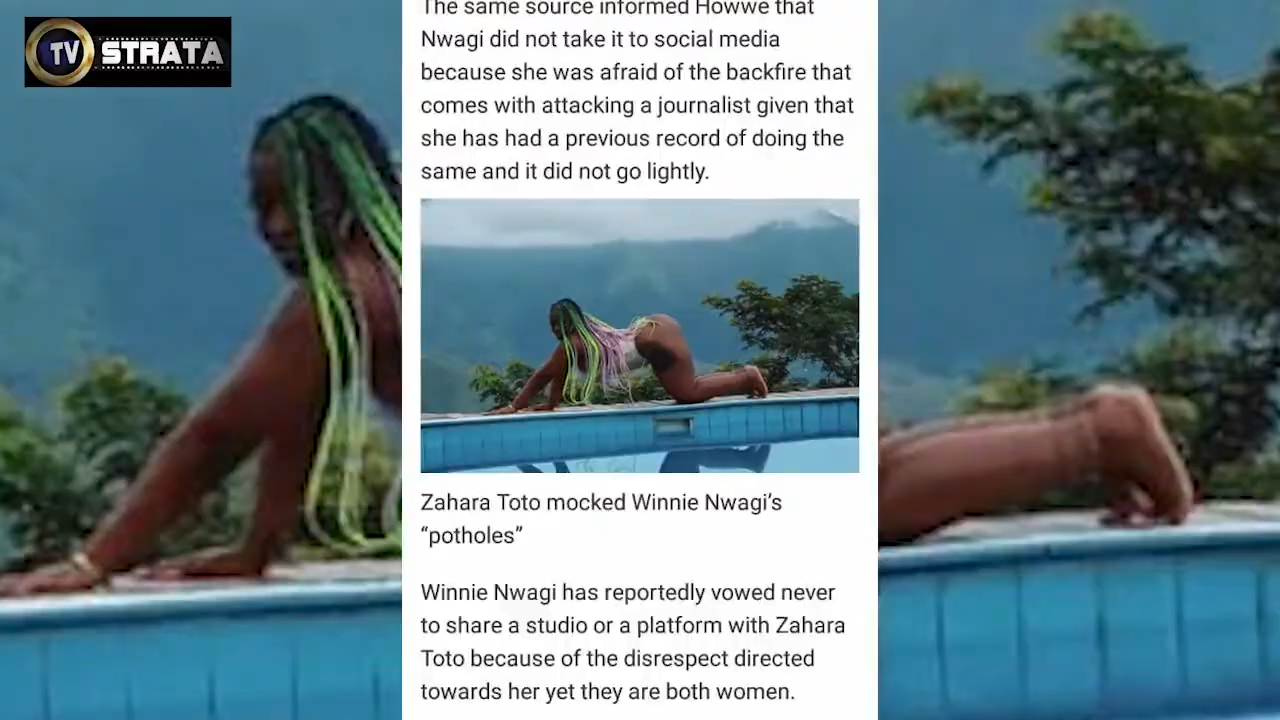 TV STRATA
The same source informed Howwe that
Nwagi did not take it to social media
because she was afraid of the backfire that
comes with attacking a journalist given that
she has had a previous record of doing the
same and it did not go lightly.
Zahara Toto mocked Winnie Nwagi’s
“potholes”
Winnie Nwagi has reportedly vowed never
to share a studio or a platform with Zahara
Toto because of the disrespect directed
towards her yet they are both women.